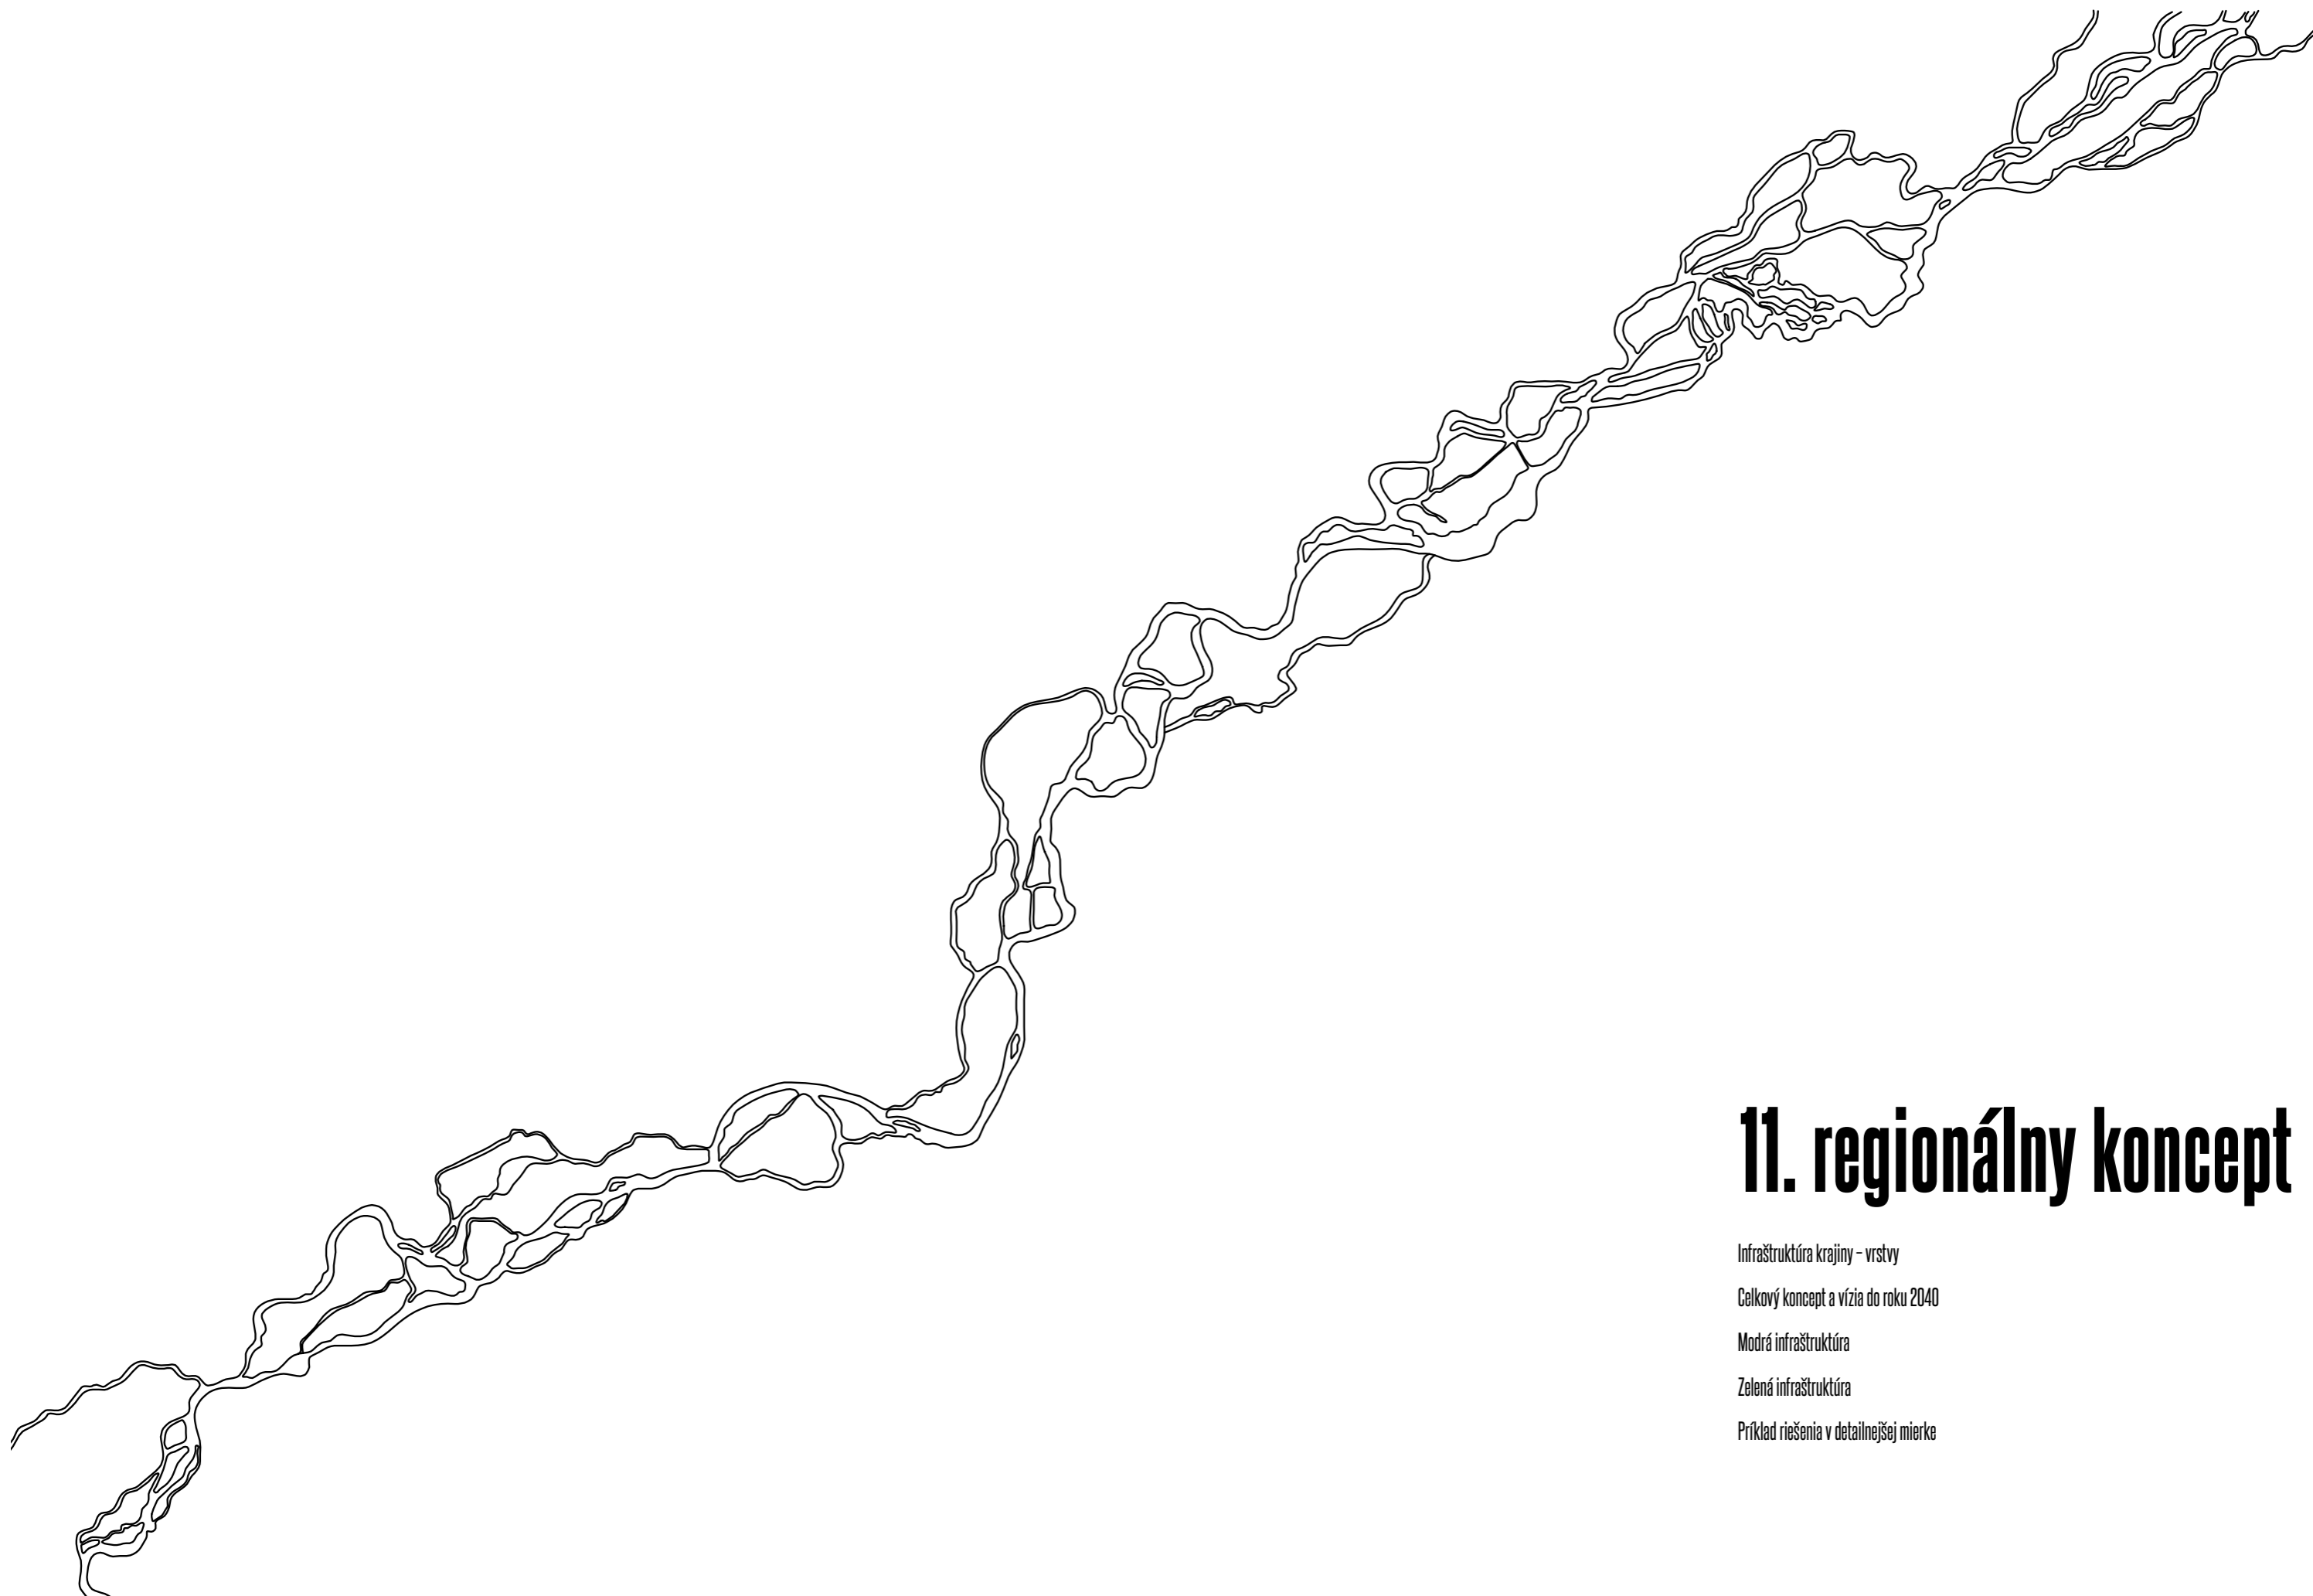 11. regionálny koncept
Infraštruktúra krajiny – vrstvy
Celkový koncept a vízia do roku 2040
Modrá infraštruktúra
Zelená infraštruktúra
Príklad riešenia v detailnejšej mierke